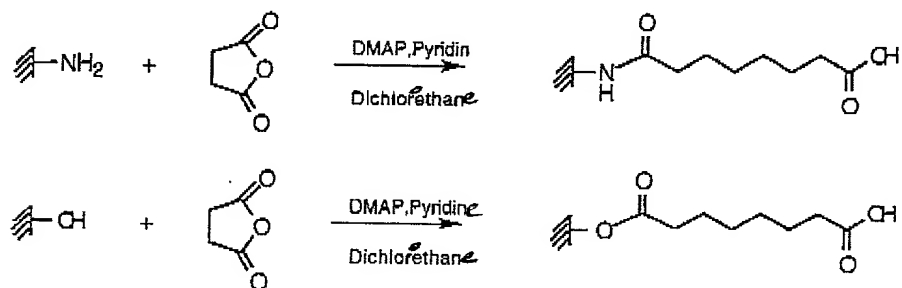 O
O
O
NH₂
+
DMAP,Pyridin
Dichloroethane
O
N
H
OH
O
O
O
O
OH
+
DMAP,Pyridine
Dichloroethane
O
O
OH
O